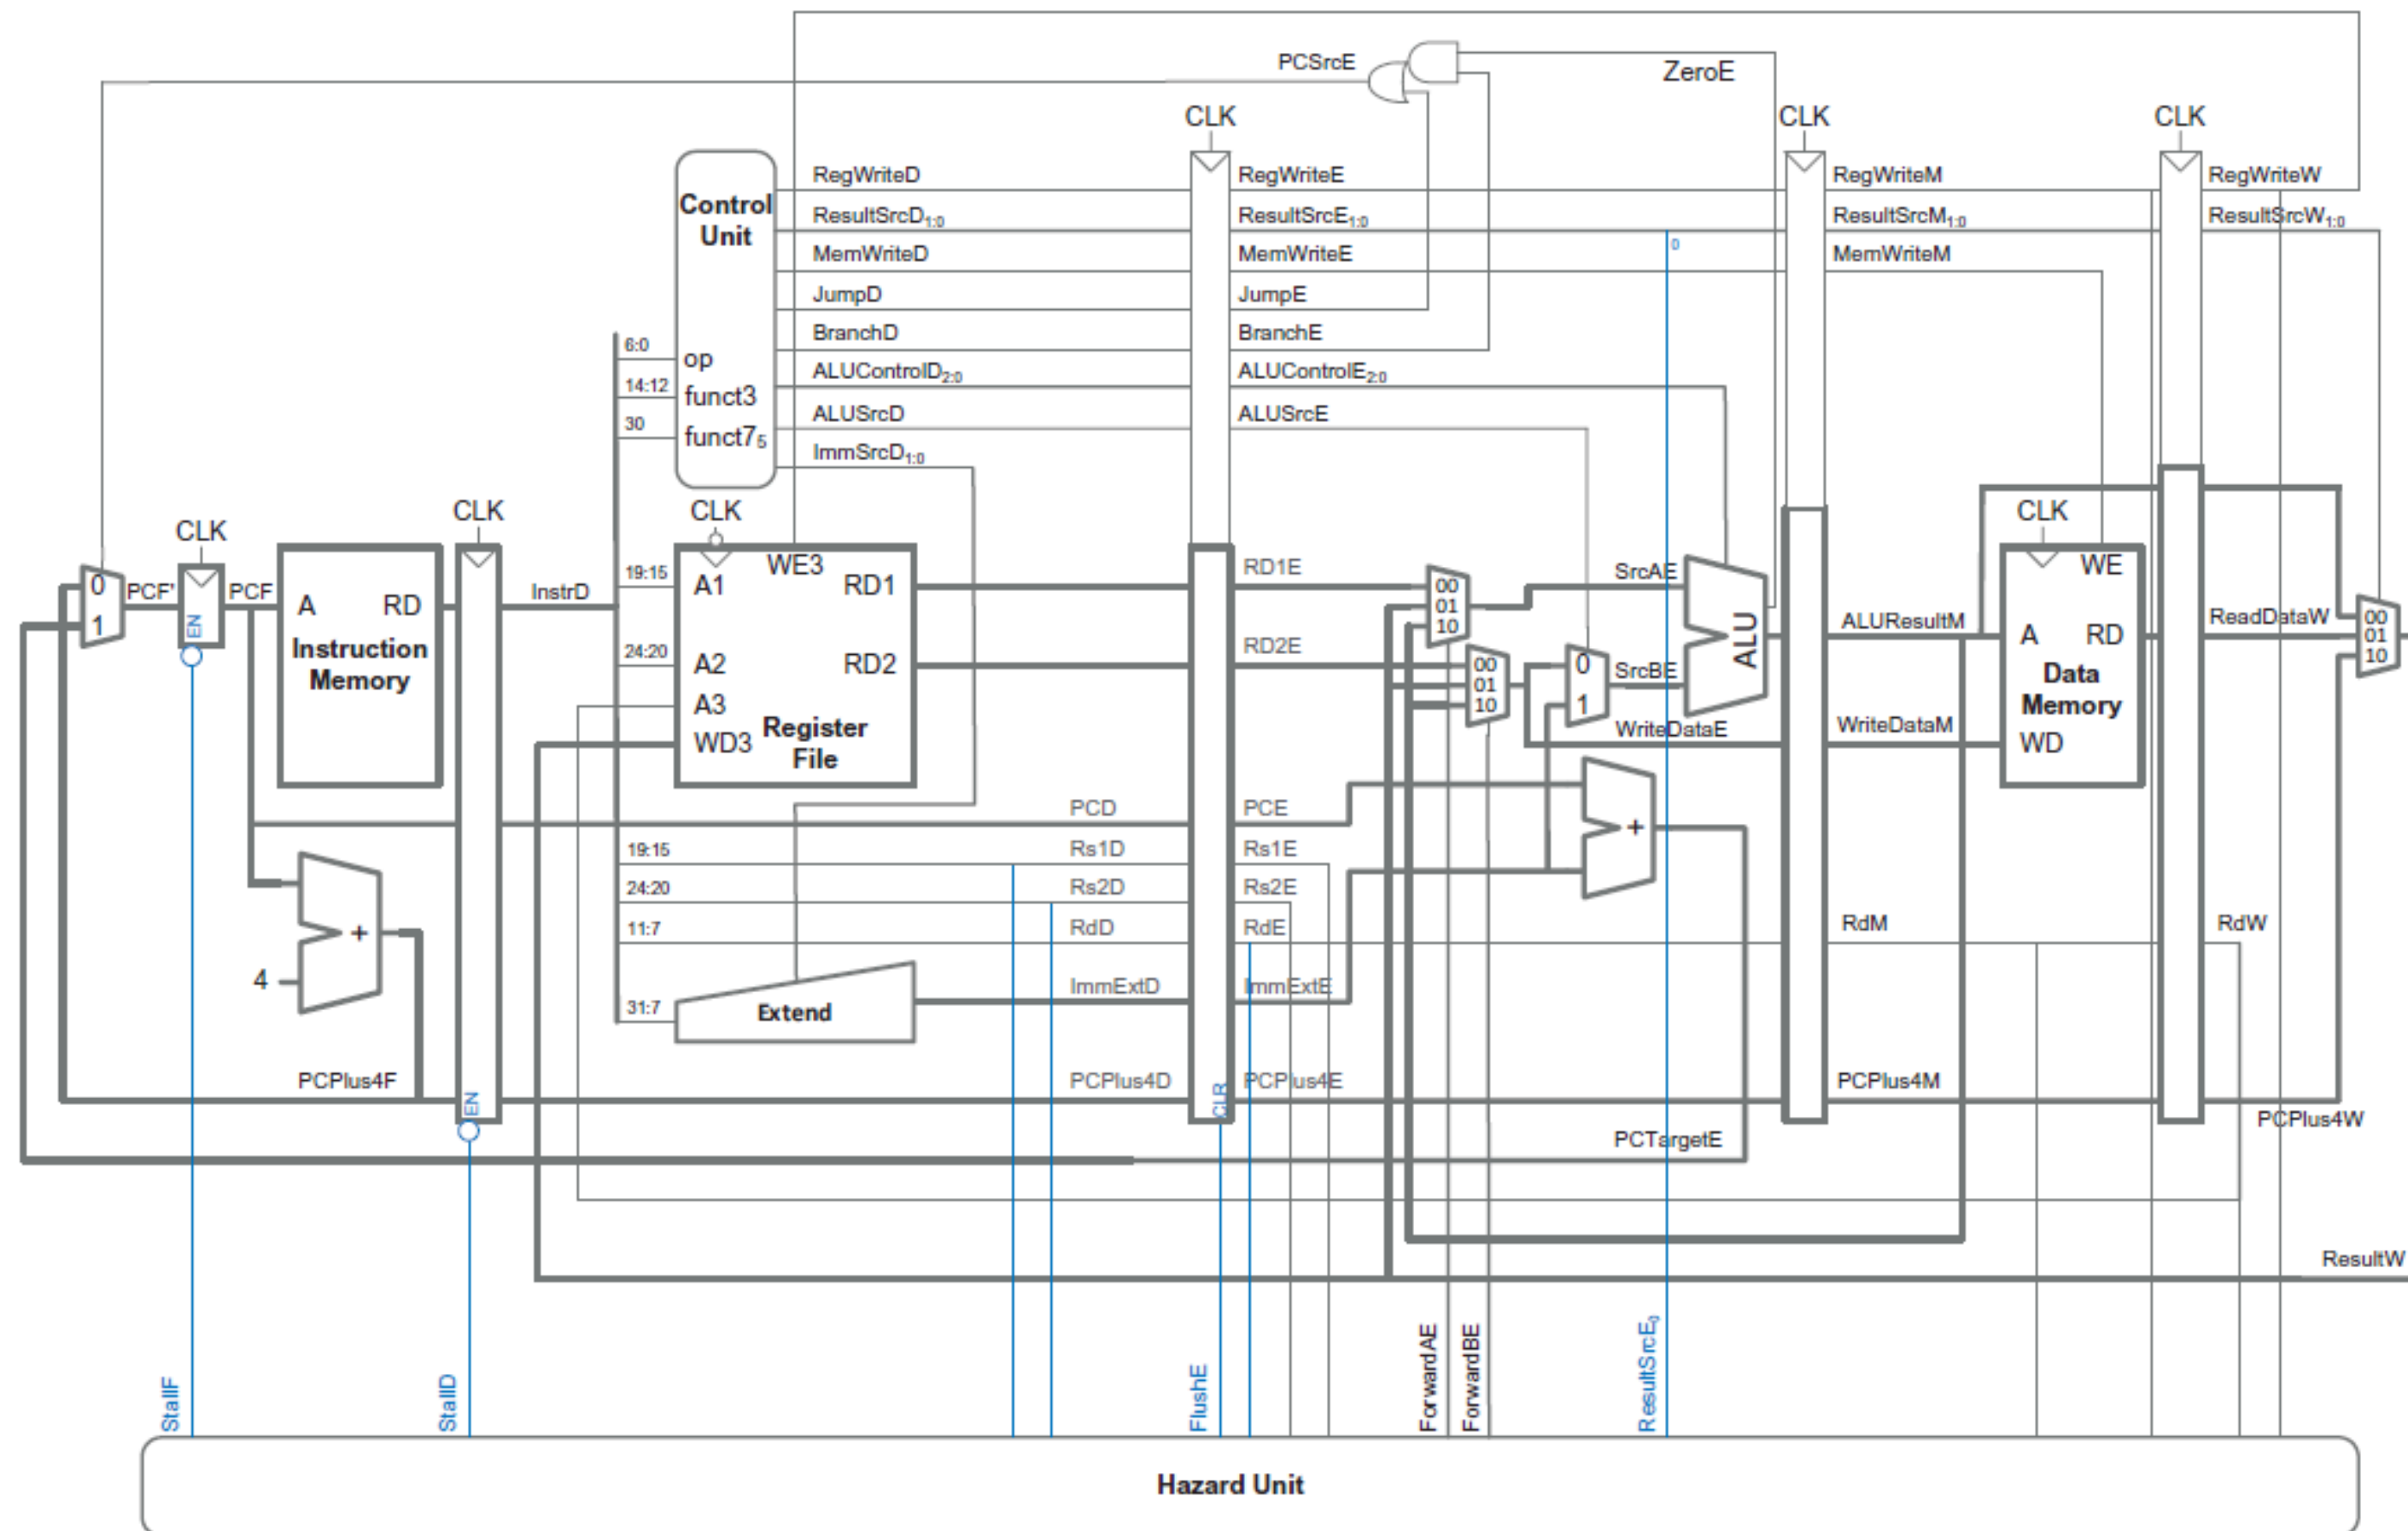 PCSrcE
ZeroE
CLK
CLK
CLK
RegWriteD
RegWriteE
RegWriteM
RegWriteW
Control
Unit
ResultSrcD1:0
ResultSrcE1:0
ResultSrcM1:0
ResultSrcW1:0
0
MemWriteD
MemWriteE
MemWriteM
JumpD
JumpE
BranchD
BranchE
6:0
op
ALUControlD2:0
ALUControlE2:0
14:12
funct3
ALUSrcD
ALUSrcE
30
funct75
ImmSrcD1:0
CLK
CLK
CLK
CLK
0
1
PCF'
EN
PCF
A
RD
Instruction
Memory
InstrD
19:15
A1
WE3
RD1
RD1E
00
01
10
SrcAE
24:20
A2
RD2
RD2E
00
01
10
0
1
SrcBE
ALU
ALUResultM
A
RD
WE
Data
Memory
WD
ReadDataW
00
01
10
A3
WD3
Register
File
WriteDataE
WriteDataM
PCD
PCE
19:15
Rs1D
Rs1E
+
24:20
Rs2D
Rs2E
11:7
RdD
RdE
RdM
RdW
+
4
31:7
Extend
ImmExtD
ImmExtE
PCPlus4F
EN
PCPlus4D
CLR
PCPlus4E
PCPlus4M
PCPlus4W
PCTargetE
ResultW
StallF
StallD
FlushE
ForwardAE
ForwardBE
ResultSrcE0
Hazard Unit